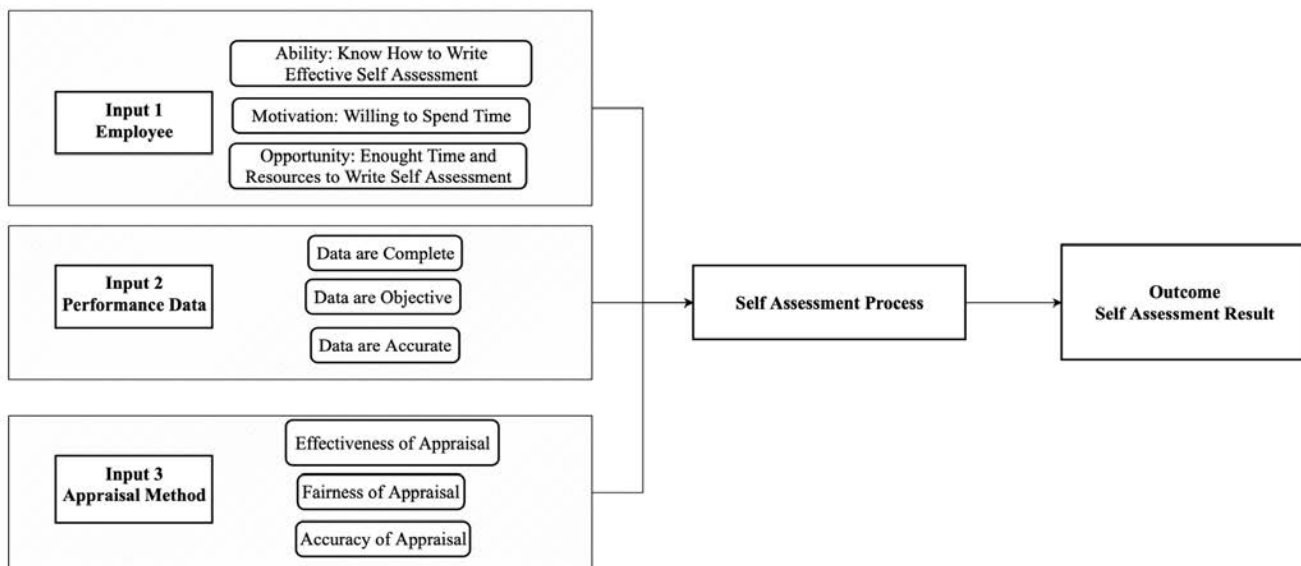 Input 1
Employee
Ability: Know How to Write
Effective Self Assessment
Motivation: Willing to Spend Time
Opportunity: Enought Time and
Resources to Write Self Assessment
Input 2
Performance Data
Data are Complete
Data are Objective
Data are Accurate
Input 3
Appraisal Method
Effectiveness of Appraisal
Fairness of Appraisal
Accuracy of Appraisal
Self Assessment Process
Outcome
Self Assessment Result